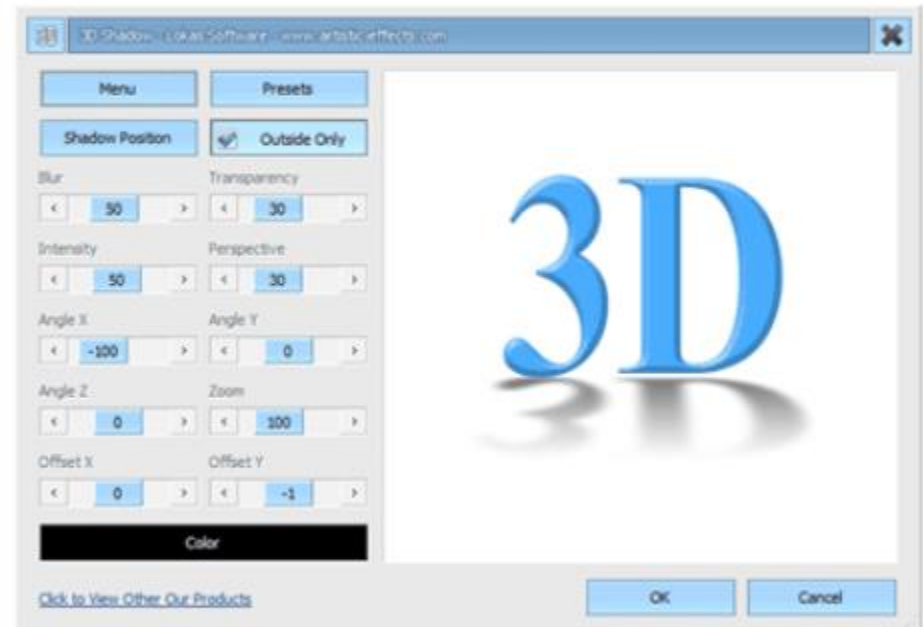 3D Shadow - Lokas Software - www.artistic-effects.com
Menu
Presets
Shadow Position
Outside Only
Blur
Transparency
50
30
Intensity
Perspective
50
30
Angle X
Angle Y
-100
0
Angle Z
Zoom
0
100
Offset X
Offset Y
0
-1
Color
3D
Click to View Other Our Products
OK
Cancel